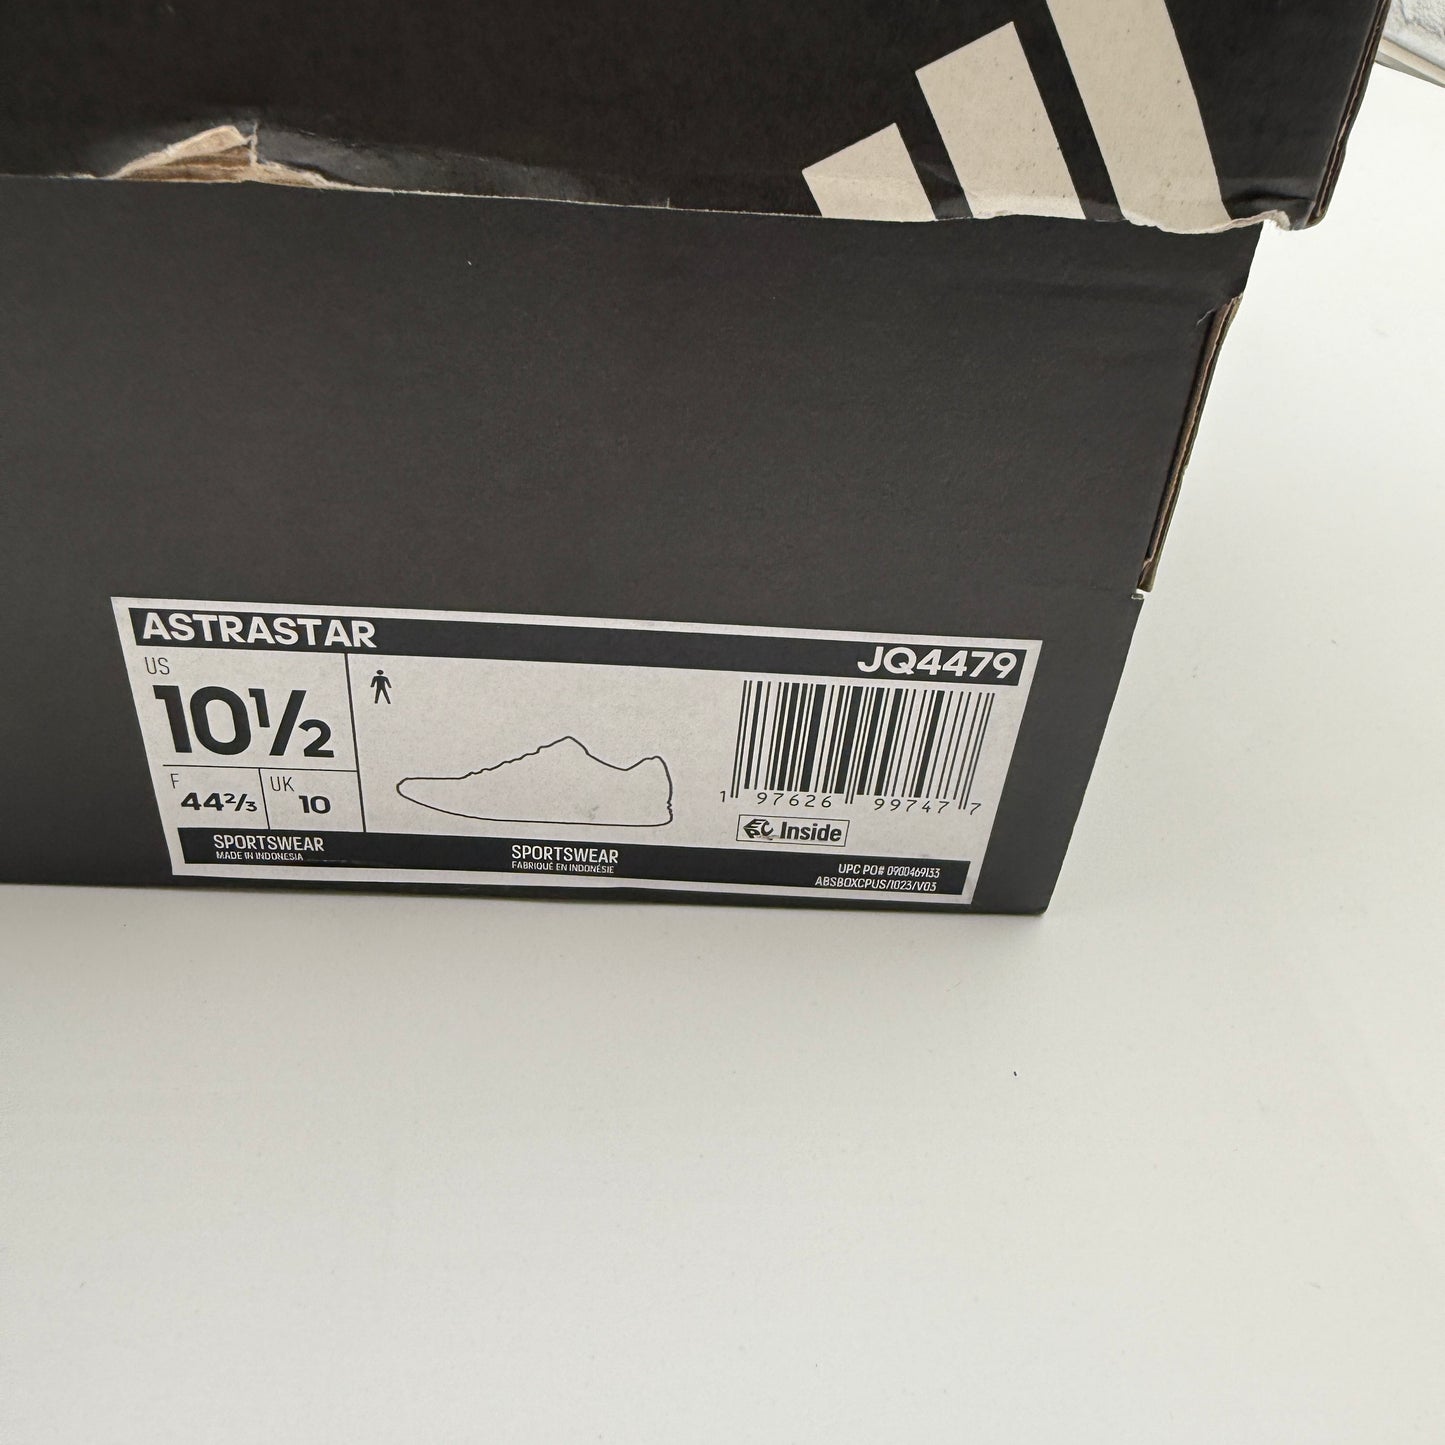 ASTRASTAR
JQ4479
US
10½
F
44⅔
UK
10
1 97626 99747 7
EPC Inside
SPORTSWEAR
MADE IN INDONESIA
SPORTSWEAR
FABRIQUÉ EN INDONÉSIE
UPC PO# 0900469133
ABSBOXCPUS/1023/V03